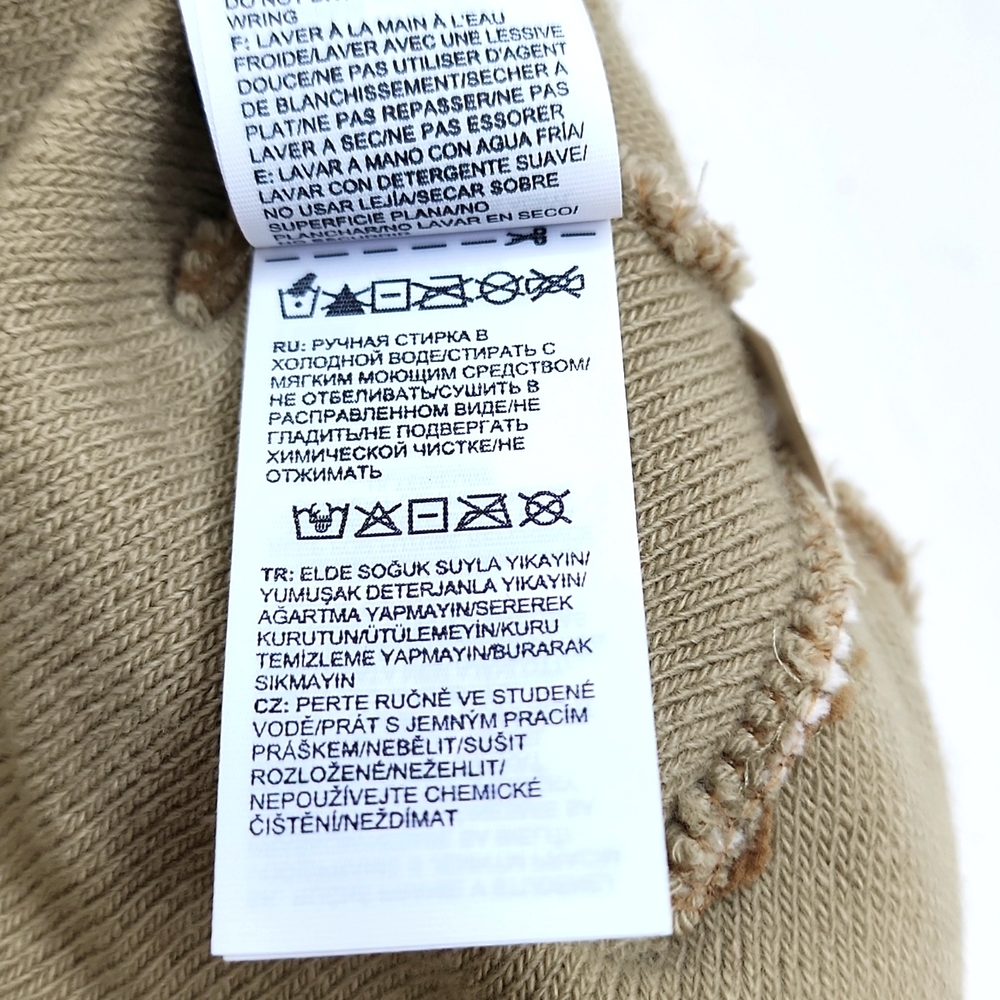 WRING
F: LAVER À LA MAIN À L'EAU
FROIDE/LAVER AVEC UNE LESSIVE
DOUCE/NE PAS UTILISER D'AGENT
DE BLANCHISSEMENT/SECHER A
PLAT/NE PAS REPASSER/NE PAS
LAVER A SEC/NE PAS ESSORER
E: LAVAR A MANO CON AGUA FRÍA/
LAVAR CON DETERGENTE SUAVE/
NO USAR LEJÍA/SECAR SOBRE
SUPERFICIE PLANA/NO
PLANCHAR/NO LAVAR EN SECO/
RU: РУЧНАЯ СТИРКА В
ХОЛОДНОЙ ВОДЕ/СТИРАТЬ С
МЯГКИМ МОЮЩИМ СРЕДСТВОМ/
НЕ ОТБЕЛИВАТЬ/СУШИТЬ В
РАСПРАВЛЕННОМ ВИДЕ/НЕ
ГЛАДИТЬ/НЕ ПОДВЕРГАТЬ
ХИМИЧЕСКОЙ ЧИСТКЕ/НЕ
ОТЖИМАТЬ
TR: ELDE SOĞUK SUYLA YIKAYIN/
YUMUŞAK DETERJANLA YIKAYIN/
AĞARTMA YAPMAYIN/SEREREK
KURUTUN/ÜTÜLEMEYİN/KURU
TEMİZLEME YAPMAYIN/BURARAK
SIKMAYIN
CZ: PERTE RUČNĚ VE STUDENÉ
VODĚ/PRÁT S JEMNÝM PRACÍM
PRÁŠKEM/NEBĚLIT/SUŠIT
ROZLOŽENÉ/NEŽEHLIT/
NEPOUŽÍVEJTE CHEMICKÉ
ČIŠTĚNÍ/NEŽDÍMAT